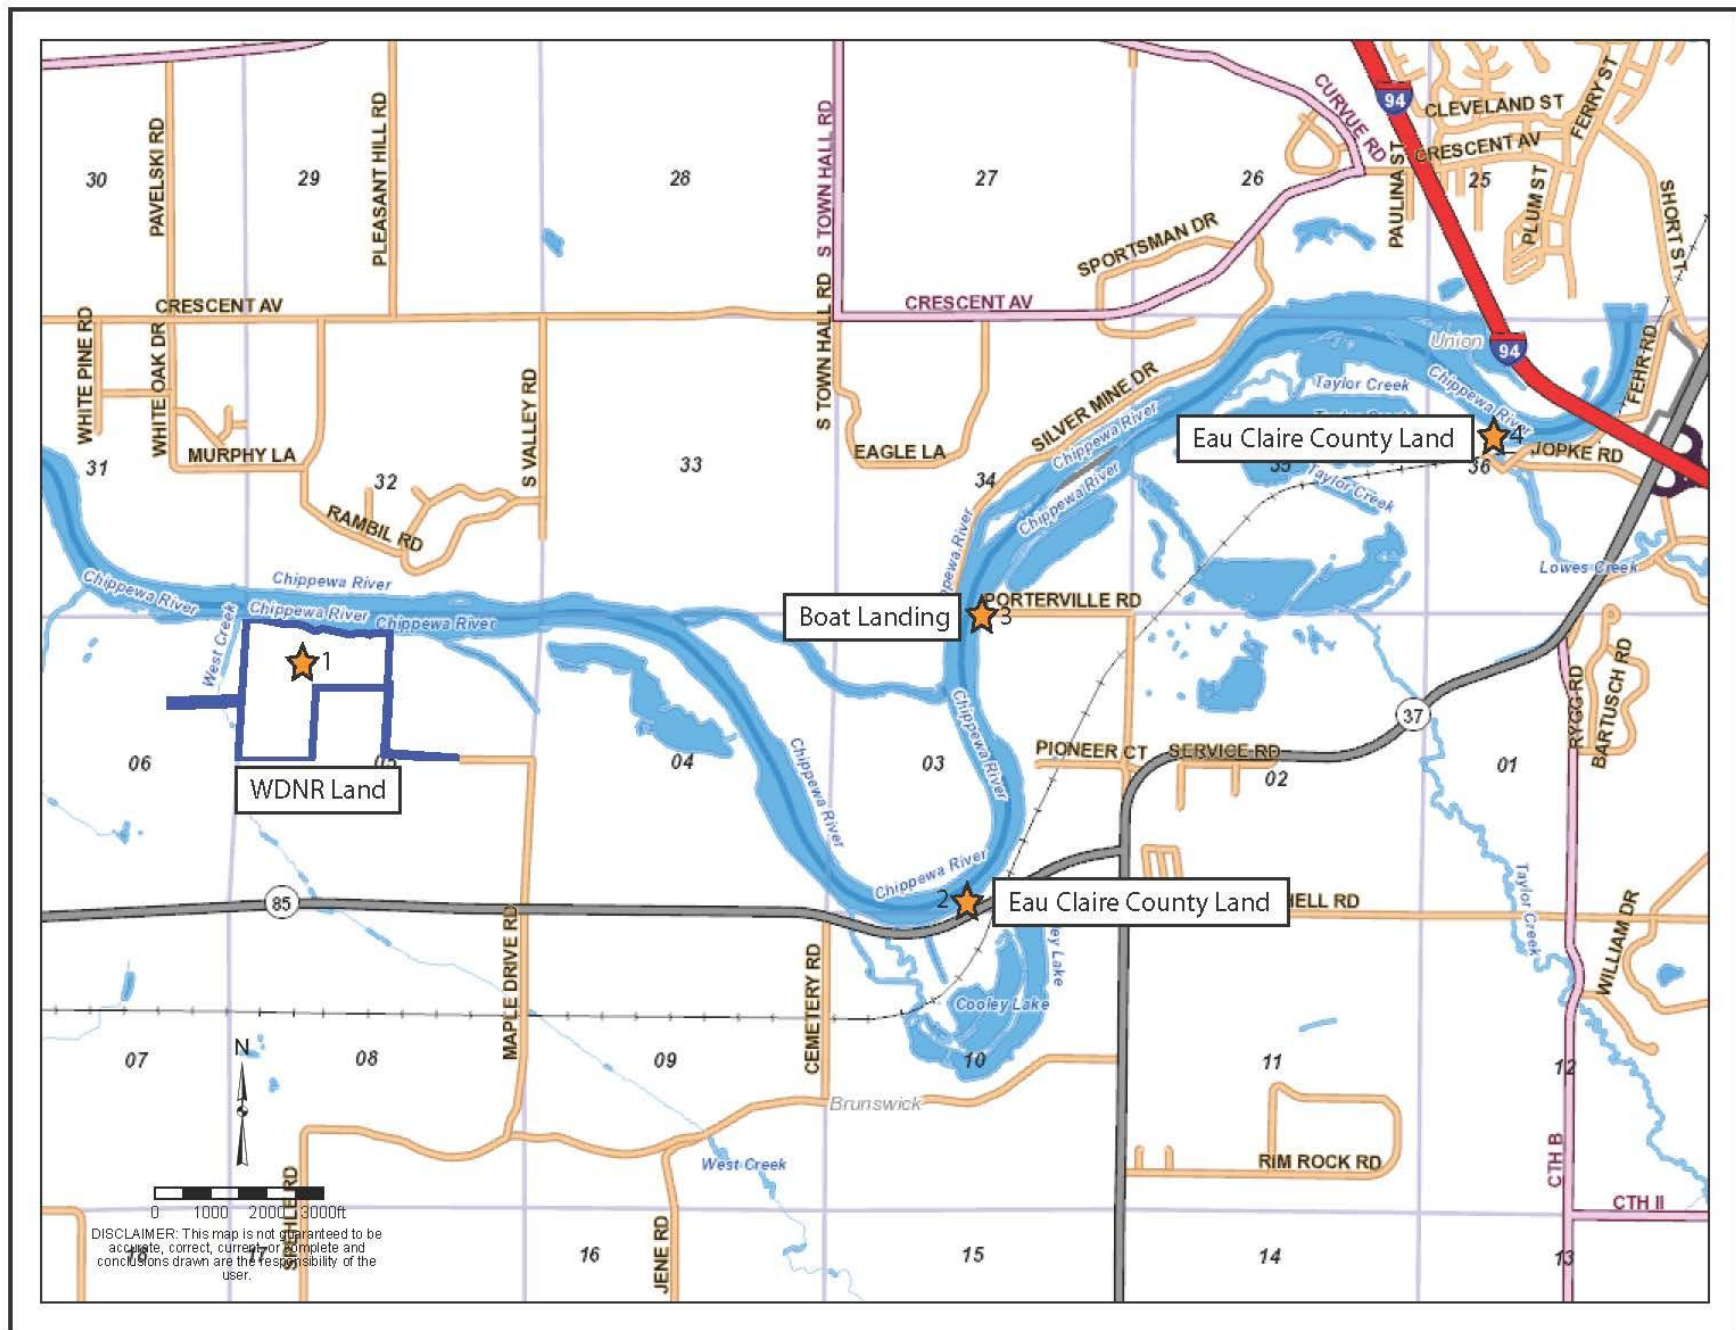 94
CLEVELAND ST
FERRY ST
CURVUE RD
CRESCENT AV
PAULINA ST
PLUM ST
SHORT ST
30
29
28
27
26
25
PAVELSKI RD
PLEASANT HILL RD
S TOWN HALL RD
S TOWN HALL RD
SPORTSMAN DR
CRESCENT AV
CRESCENT AV
WHITE PINE RD
WHITE OAK DR
S VALLEY RD
Union
94
FEHR RD
SILVER MINE DR
Taylor Creek
Chippewa River
Chippewa River
Eau Claire County Land
4
MURPHY LA
EAGLE LA
JOPKE RD
31
32
33
34
35
36
Taylor Creek
Chippewa River
RAMBIL RD
Lowes Creek
Chippewa River
Chippewa River
Chippewa River
Chippewa River
West Creek
Boat Landing
3
PORTERVILLE RD
1
BARTUSCH RD
RYGG RD
Chippewa River
37
PIONEER CT
SERVICE RD
06
05
04
03
02
01
WDNR Land
Chippewa River
Chippewa River
Taylor Creek
85
2
Eau Claire County Land
HELL RD
WILLIAM DR
MAPLE DRIVE RD
CEMETERY RD
ey Lake
Cooley Lake
N
07
08
09
10
11
12
Brunswick
West Creek
RIM ROCK RD
CTH B
CTH II
0 1000 2000 3000ft
JENE RD
DISCLAIMER: This map is not guaranteed to be
accurate, correct, current, or complete and
conclusions drawn are the responsibility of the
user.
18
17
16
15
14
13